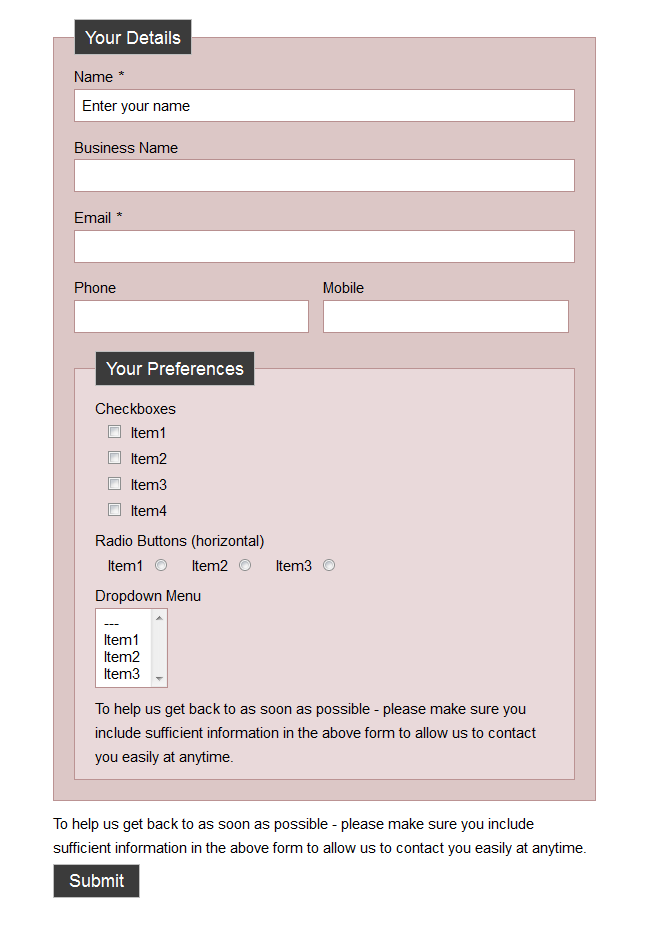 Your Details
Name *
Enter your name
Business Name
Email *
Phone Mobile
Your Preferences
Checkboxes
Item1
Item2
Item3
Item4
Radio Buttons (horizontal)
Item1 Item2 Item3
Dropdown Menu
---
Item1
Item2
Item3
To help us get back to as soon as possible - please make sure you
include sufficient information in the above form to allow us to contact
you easily at anytime.
To help us get back to as soon as possible - please make sure you include
sufficient information in the above form to allow us to contact you easily at anytime.
Submit